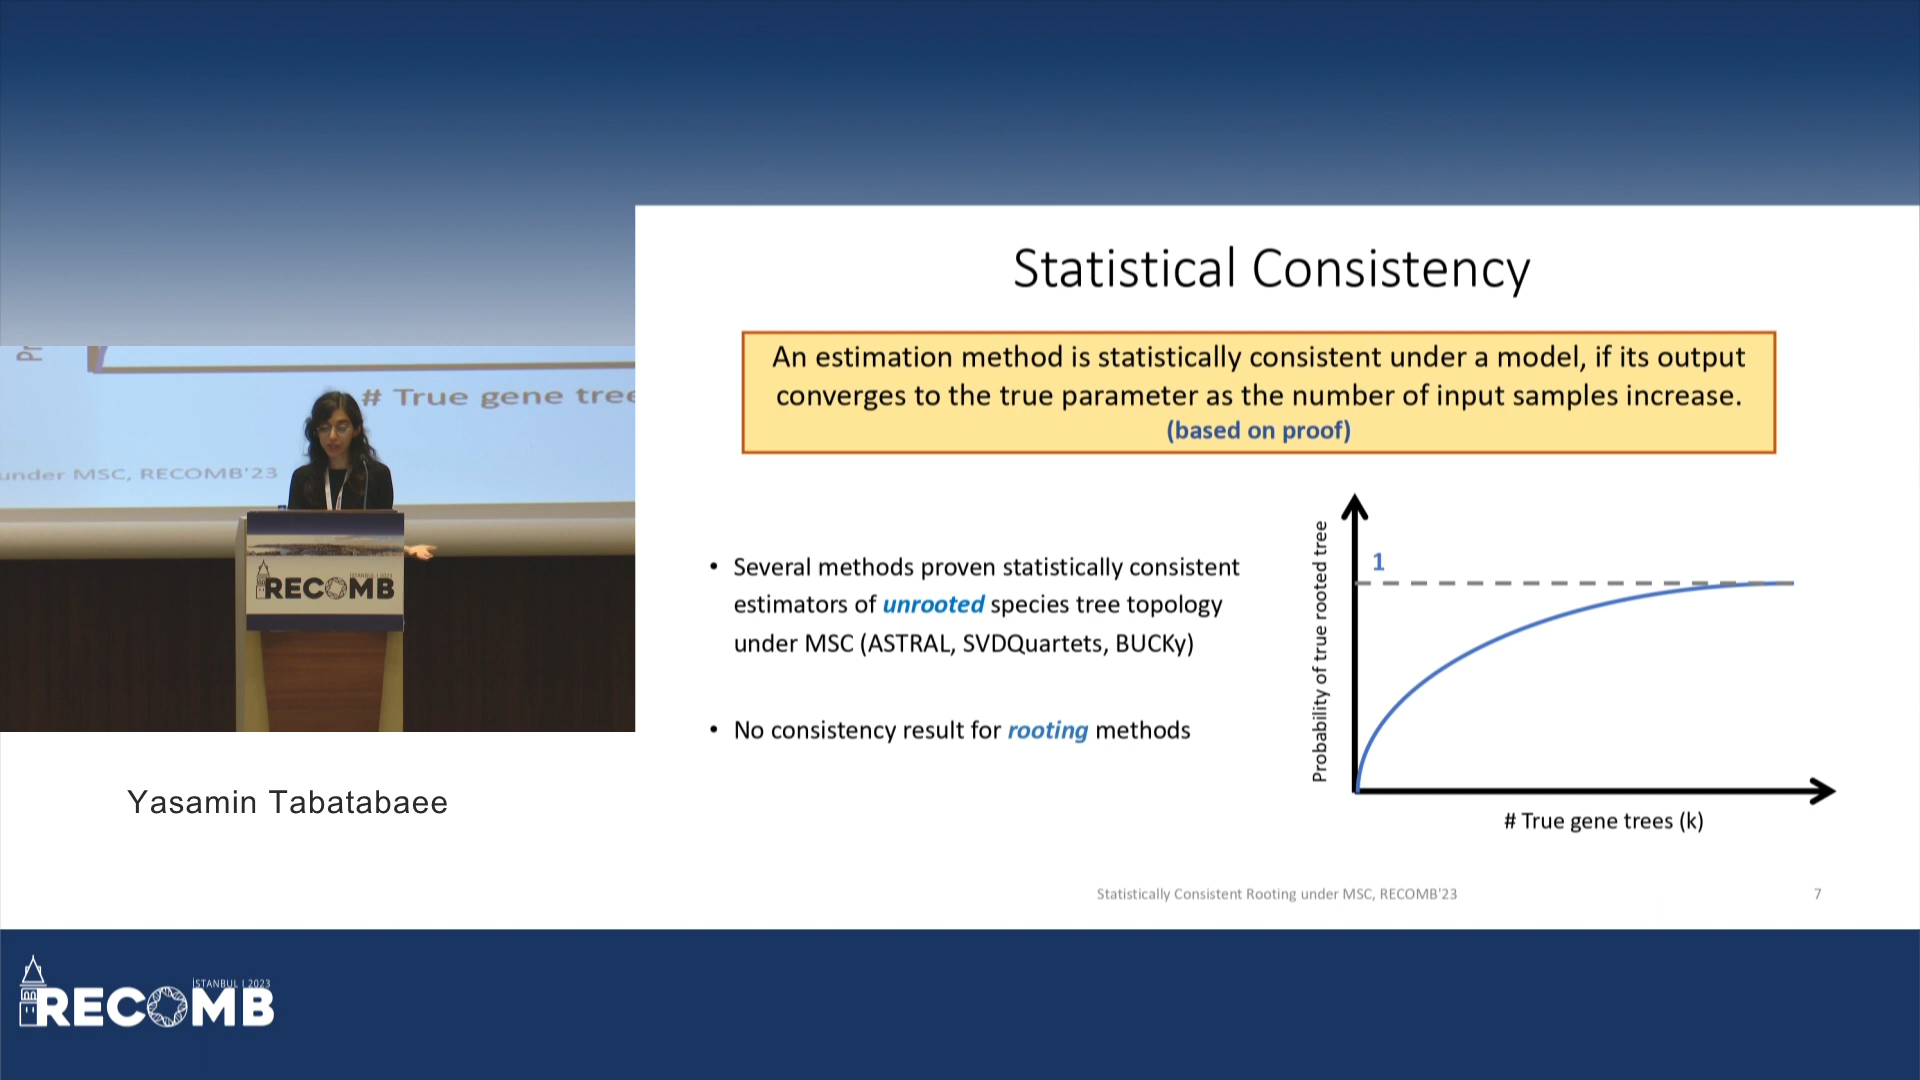 Statistical Consistency
An estimation method is statistically consistent under a model, if its output
converges to the true parameter as the number of input samples increase.
(based on proof)
• Several methods proven statistically consistent
estimators of unrooted species tree topology
under MSC (ASTRAL, SVDQuartets, BUCKy)
• No consistency result for rooting methods
Probability of true rooted tree
1
# True gene trees (k)
Statistically Consistent Rooting under MSC, RECOMB'23
7
Pr
# True gene tree
under MSC, RECOMB'23
ISTANBUL | 2023
RECOMB
Yasamin Tabatabaee
İSTANBUL | 2023
RECOMB